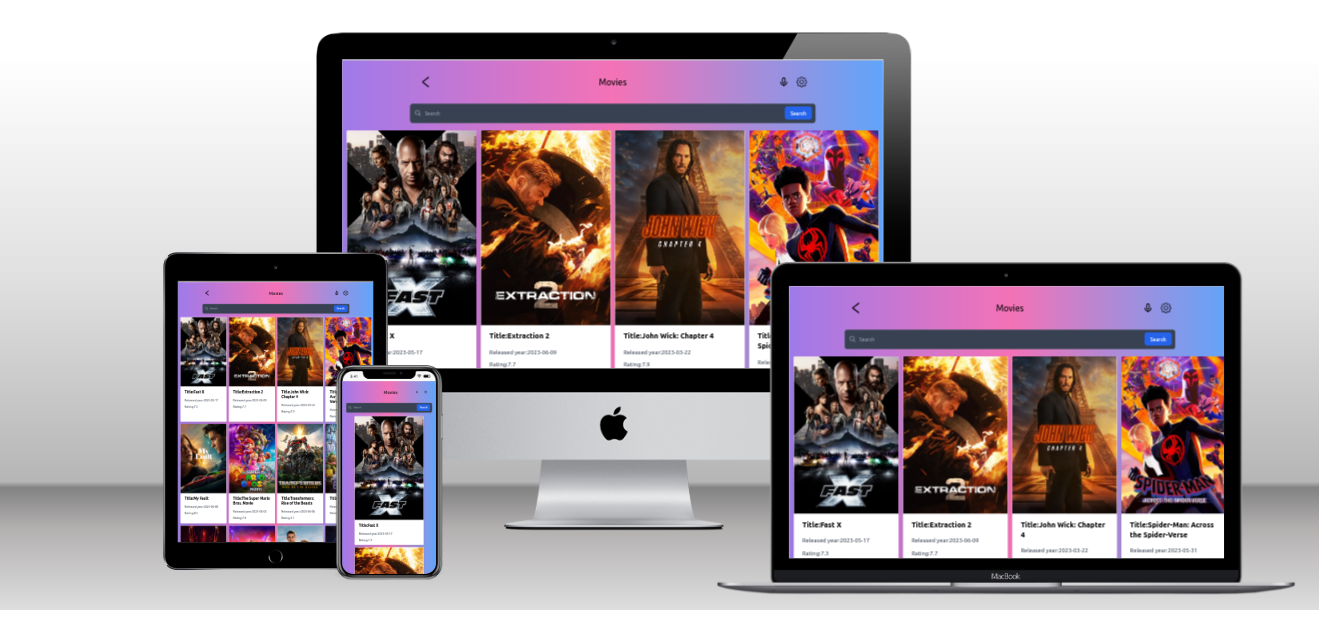 Movies
Search
Search
FAST
EXTRACTION
2
JOHN WICK
CHAPTER 4
X
Title:Extraction 2
Title:John Wick: Chapter 4
2023-05-17
Released year:2023-06-09
Released year:2023-03-22
Rating:7.7
Rating:7.9
Movies
Search
Search
Title:Fast X
Title:Extraction 2
Title:John Wick:
Chapter 4
Title:My Fault
Title:The Super Mario
Bros. Movie
Title:Transformers:
Rise of the Beasts
Movies
Search
Search
FAST
Title:Fast X
Movies
Search
Search
FAST
EXTRACTION
2
JOHN WICK
CHAPTER 4
SPIDER-MAN
ACROSS THE SPIDER-VERSE
Title:Fast X
Title:Extraction 2
Title:John Wick: Chapter
4
Title:Spider-Man: Across
the Spider-Verse
Released year:2023-05-17
Released year:2023-06-09
Released year:2023-03-22
Released year:2023-05-31
Rating:7.3
Rating:7.7
MacBook